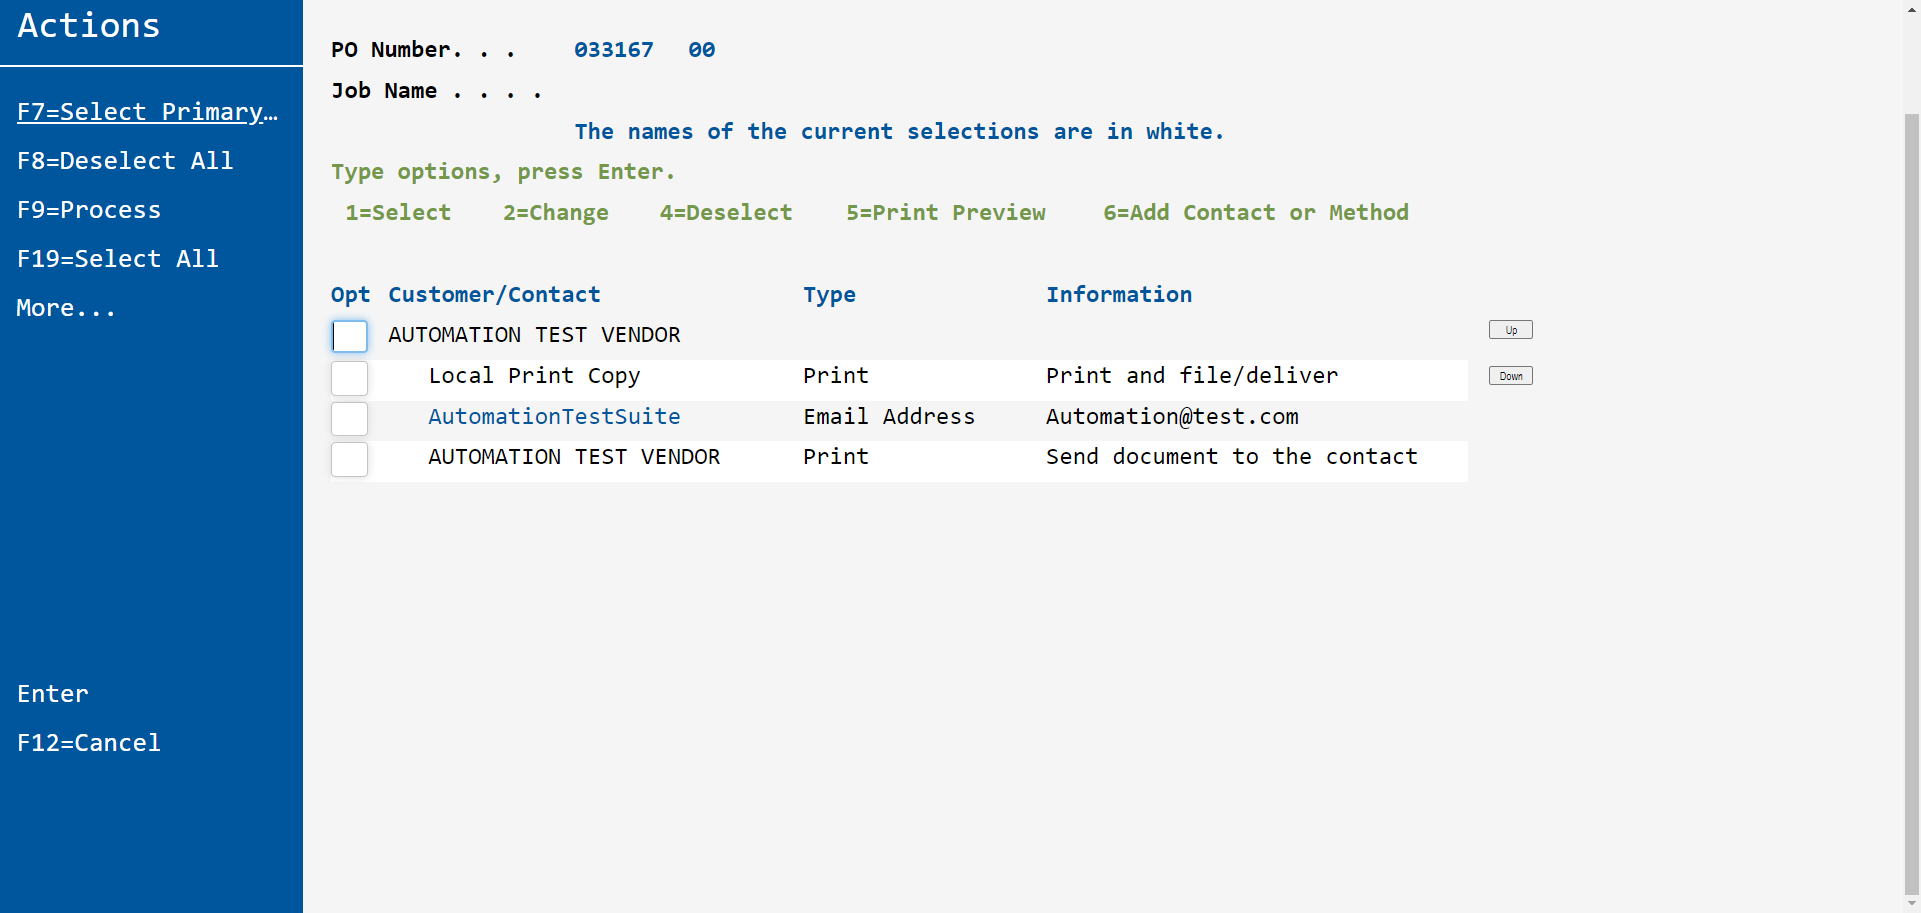 Actions
F7=Select Primary…
F8=Deselect All
F9=Process
F19=Select All
More...
Enter
F12=Cancel
PO Number. . . 033167 00
Job Name . . . .
The names of the current selections are in white.
Type options, press Enter.
1=Select 2=Change 4=Deselect 5=Print Preview 6=Add Contact or Method
Opt Customer/Contact Type Information
AUTOMATION TEST VENDOR Up
Local Print Copy Print Print and file/deliver Down
AutomationTestSuite Email Address Automation@test.com
AUTOMATION TEST VENDOR Print Send document to the contact